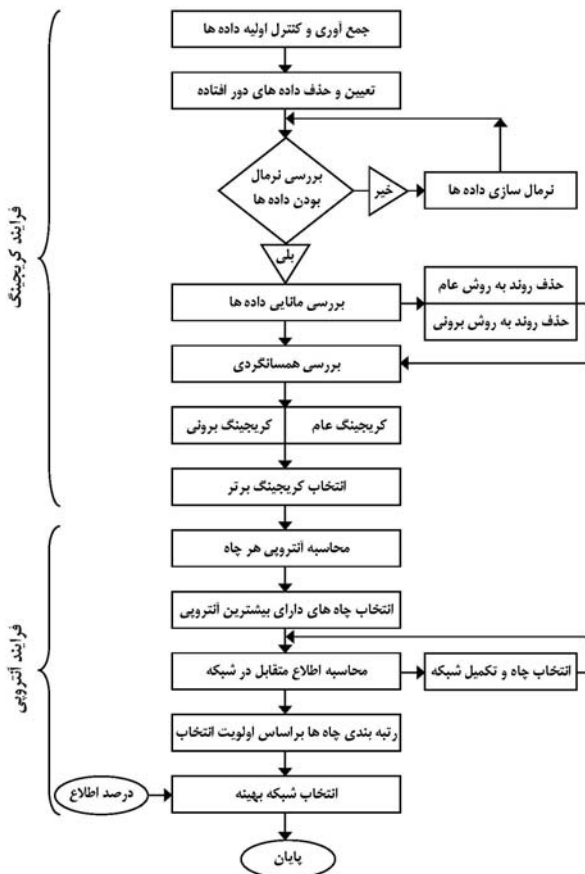 جمع آوری و کنترل اولیه داده ها
تعیین و حذف داده های دور افتاده
بررسی نرمال
بودن داده ها
خیر
نرمال سازی داده ها
بلی
بررسی مانایی داده ها
حذف روند به روش عام
حذف روند به روش برونی
بررسی همسانگردی
کریجینگ عام
کریجینگ برونی
انتخاب کریجینگ برتر
فرایند کریجینگ
محاسبه آنتروپی هر چاه
انتخاب چاه های دارای بیشترین آنتروپی
محاسبه اطلاع متقابل در شبکه
انتخاب چاه و تکمیل شبکه
رتبه بندی چاه ها براساس اولویت انتخاب
انتخاب شبکه بهینه
درصد اطلاع
پایان
فرایند آنتروپی